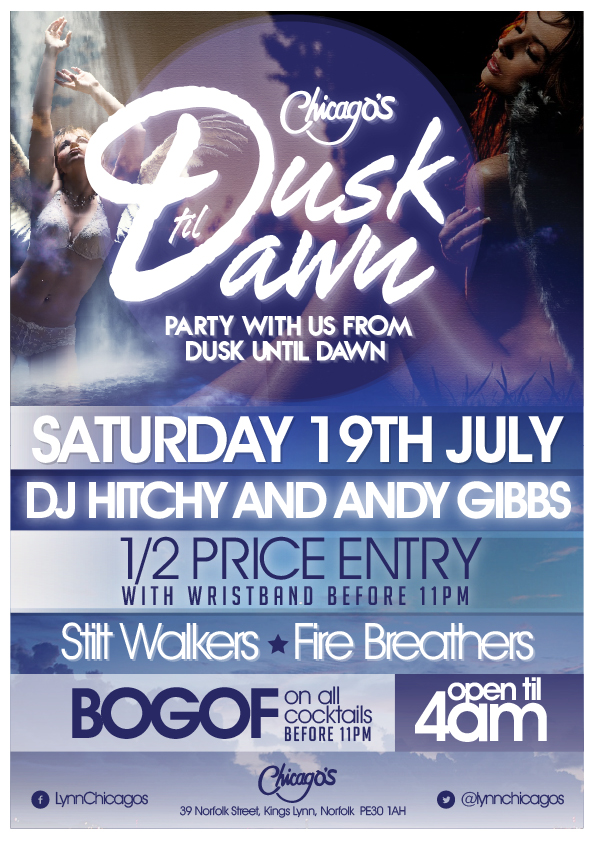 Chicago's
Dusk
til
Dawn
PARTY WITH US FROM
DUSK UNTIL DAWN
SATURDAY 19TH JULY
DJ HITCHY AND ANDY GIBBS
1/2 PRICE ENTRY
WITH WRISTBAND BEFORE 11PM
Stilt Walkers ★ Fire Breathers
BOGOF on all
cocktails
BEFORE 11PM
open til
4am
Chicago's
LynnChicagos
@lynnchicagos
39 Norfolk Street, Kings Lynn, Norfolk PE30 1AH